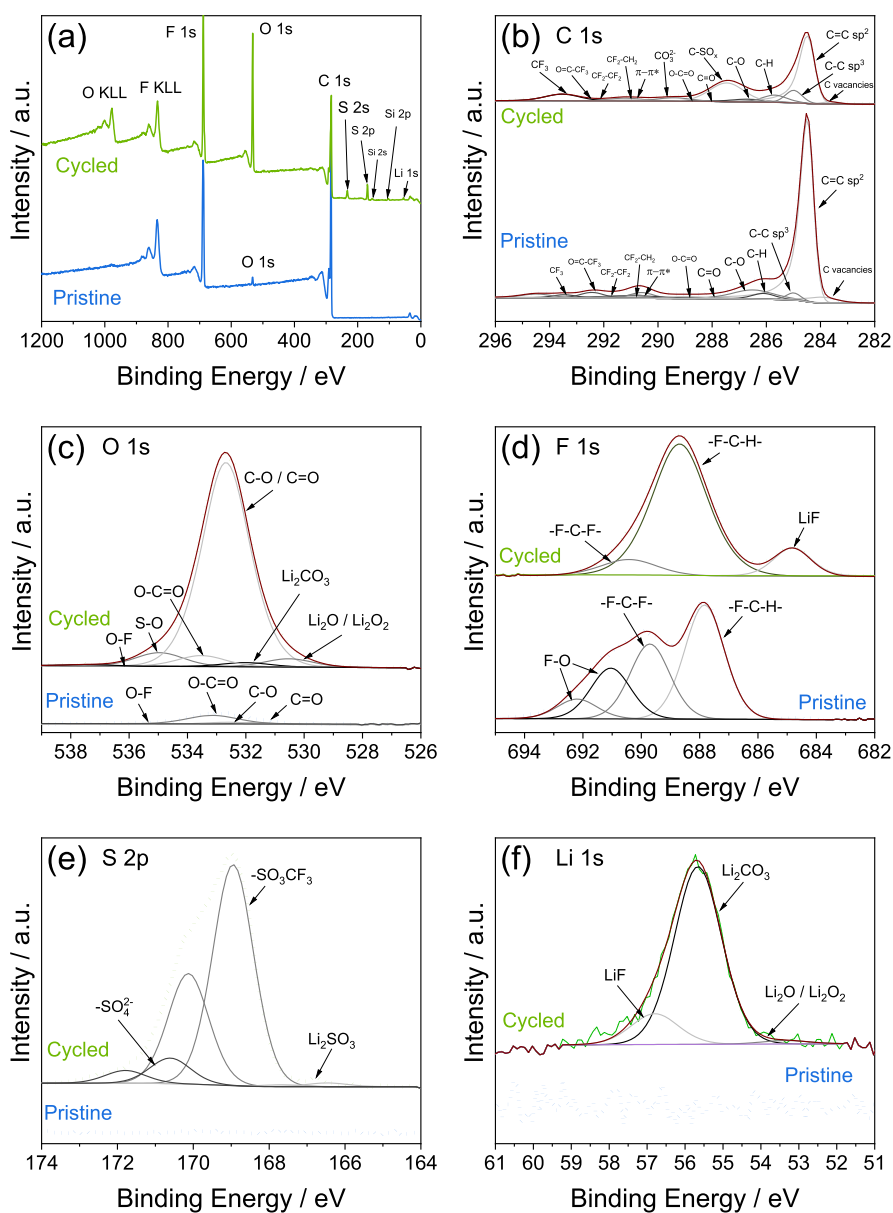 (a)
F 1s
O 1s
C 1s
O KLL
F KLL
S 2s
S 2p
Si 2s
Si 2p
Li 1s
Cycled
O 1s
Pristine
Intensity / a.u.
1200 1000 800 600 400 200 0
Binding Energy / eV
(b) C 1s
C=C sp2
C-C sp3
C vacancies
CF3
O=C-CF3
CF2-CF2
CF2-CH2
π−π*
CO3 2-
O-C=O
C-SOx
C=O
C-O
C-H
Cycled
C=C sp2
C-C sp3
C vacancies
CF3
O=C-CF3
CF2-CF2
CF2-CH2
π−π*
O-C=O
C=O
C-O
C-H
Pristine
Intensity / a.u.
296 294 292 290 288 286 284 282
Binding Energy / eV
(c) O 1s
C-O / C=O
Li2CO3
O-C=O
Li2O / Li2O2
S-O
O-F
Cycled
O-F
O-C=O
C-O
C=O
Pristine
Intensity / a.u.
538 536 534 532 530 528 526
Binding Energy / eV
(d) F 1s
-F-C-H-
LiF
-F-C-F-
Cycled
-F-C-F-
-F-C-H-
F-O
Pristine
Intensity / a.u.
694 692 690 688 686 684 682
Binding Energy / eV
(e) S 2p
-SO3CF3
-SO4 2-
Li2SO3
Cycled
Pristine
Intensity / a.u.
174 172 170 168 166 164
Binding Energy / eV
(f) Li 1s
Li2CO3
LiF
Li2O / Li2O2
Cycled
Pristine
Intensity / a.u.
61 60 59 58 57 56 55 54 53 52 51
Binding Energy / eV